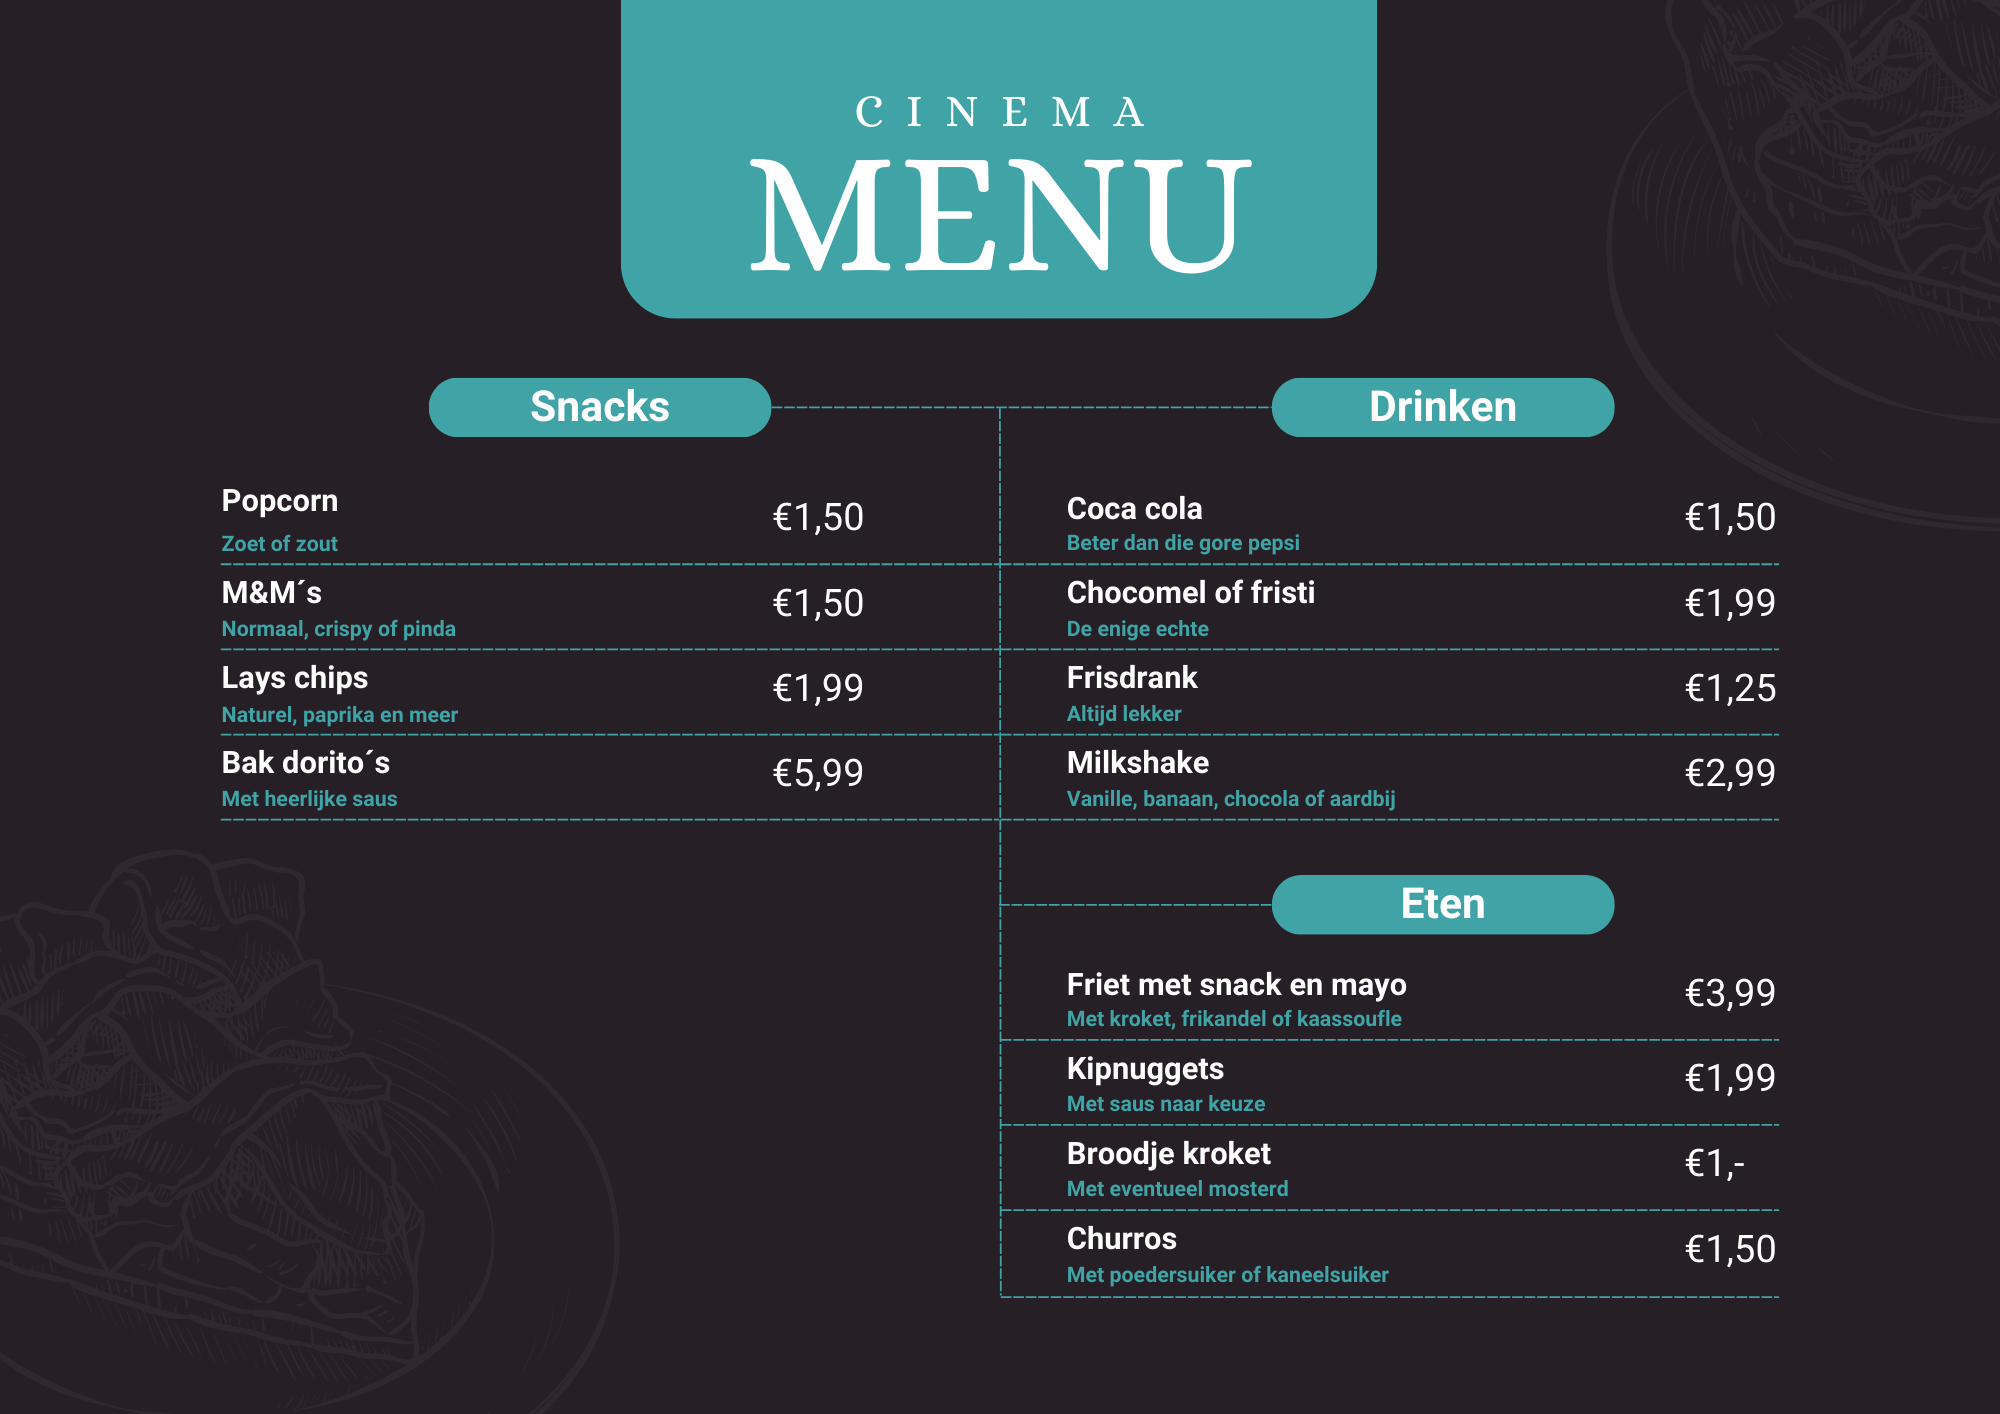 CINEMA
MENU
Snacks
Popcorn
€1,50
Zoet of zout
M&M´s
€1,50
Normaal, crispy of pinda
Lays chips
€1,99
Naturel, paprika en meer
Bak dorito´s
€5,99
Met heerlijke saus
Drinken
Coca cola
€1,50
Beter dan die gore pepsi
Chocomel of fristi
€1,99
De enige echte
Frisdrank
€1,25
Altijd lekker
Milkshake
€2,99
Vanille, banaan, chocola of aardbij
Eten
Friet met snack en mayo
€3,99
Met kroket, frikandel of kaassoufle
Kipnuggets
€1,99
Met saus naar keuze
Broodje kroket
€1,-
Met eventueel mosterd
Churros
€1,50
Met poedersuiker of kaneelsuiker